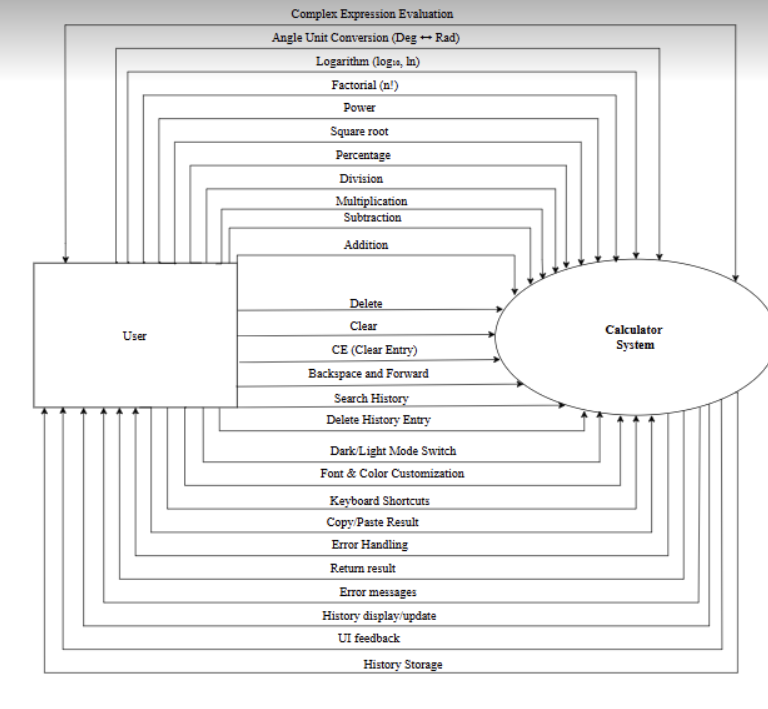 Complex Expression Evaluation
Angle Unit Conversion (Deg ↔ Rad)
Logarithm (log₁₀, ln)
Factorial (n!)
Power
Square root
Percentage
Division
Multiplication
Subtraction
Addition
Delete
Clear
User
Calculator
System
CE (Clear Entry)
Backspace and Forward
Search History
Delete History Entry
Dark/Light Mode Switch
Font & Color Customization
Keyboard Shortcuts
Copy/Paste Result
Error Handling
Return result
Error messages
History display/update
UI feedback
History Storage